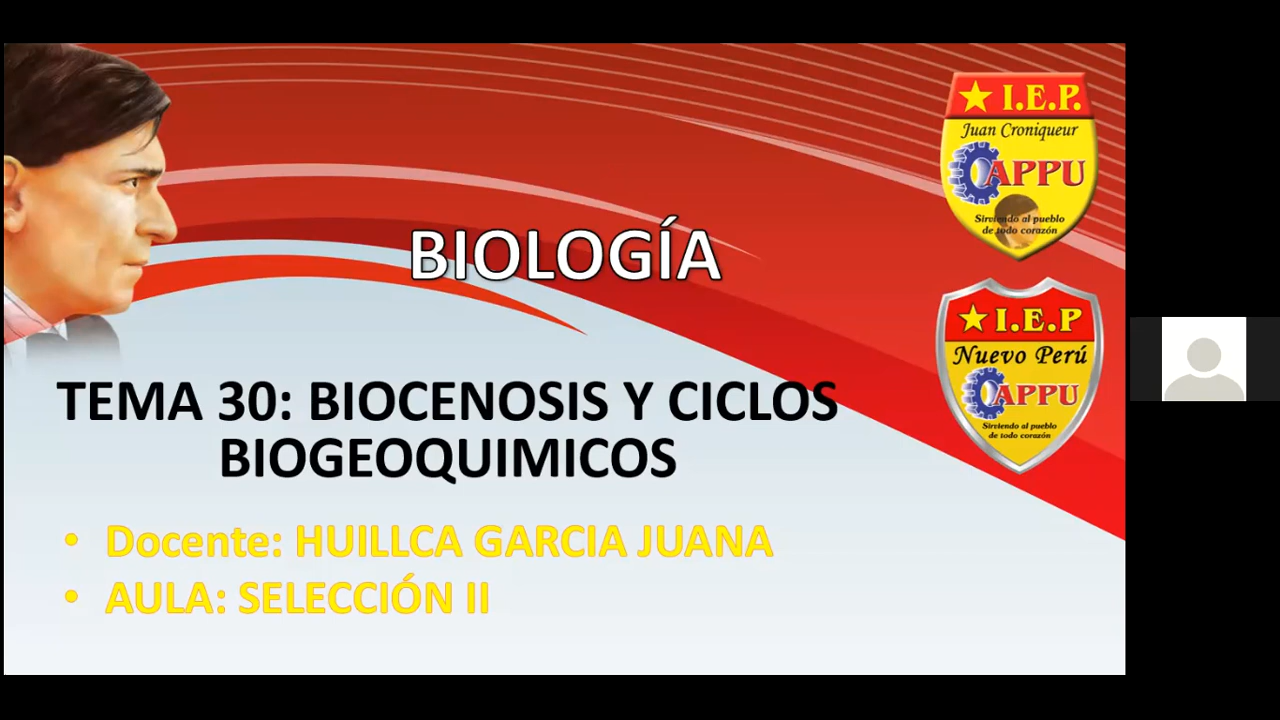 ★ I.E.P.
Juan Croniqueur
CAPPU
Sirviendo al pueblo
de todo corazón
BIOLOGÍA
★ I.E.P
Nuevo Perú
CAPPU
Sirviendo al pueblo
de todo corazón
TEMA 30: BIOCENOSIS Y CICLOS
BIOGEOQUIMICOS
• Docente: HUILLCA GARCIA JUANA
• AULA: SELECCIÓN II